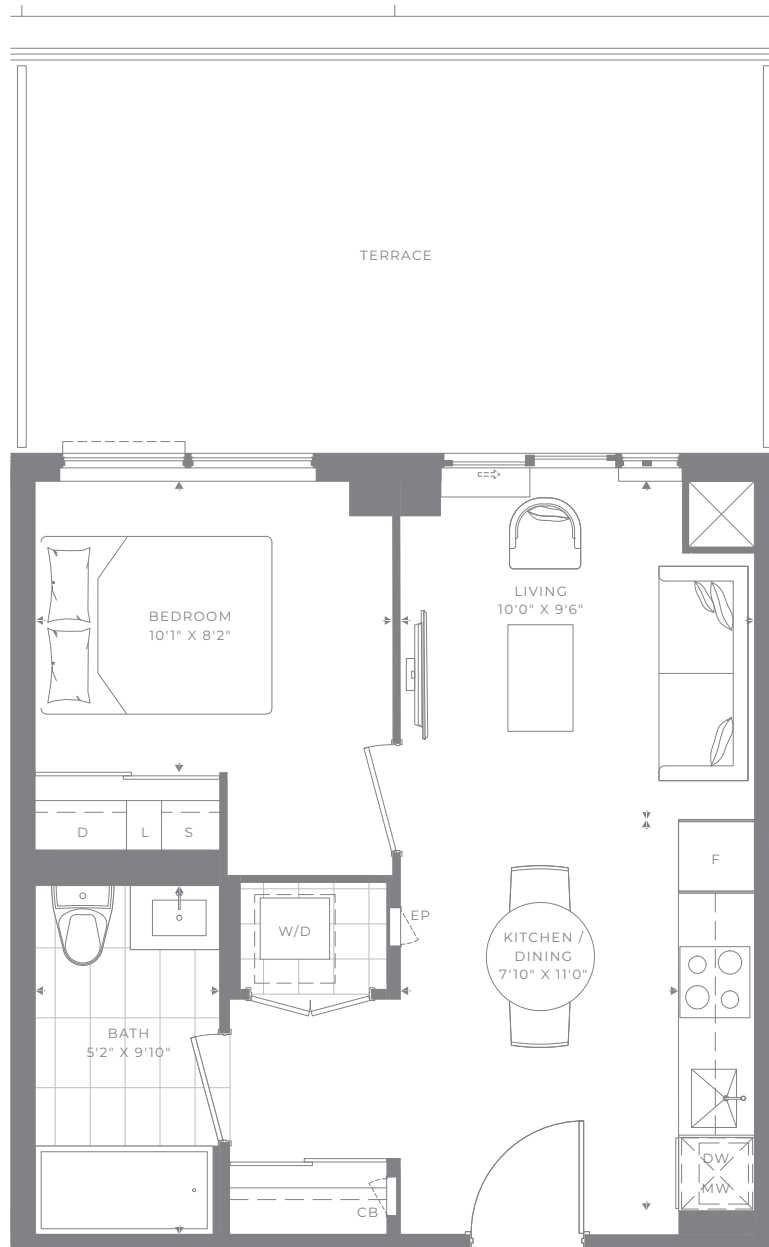 TERRACE
BEDROOM
10'1" X 8'2"
LIVING
10'0" X 9'6"
D
L
S
F
W/D
EP
KITCHEN /
DINING
7'10" X 11'0"
BATH
5'2" X 9'10"
DW
MW
CB